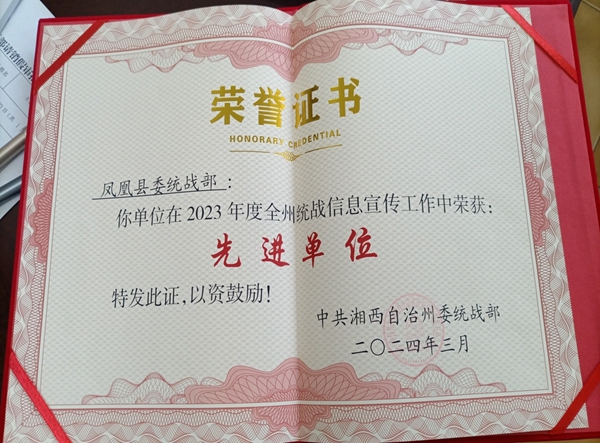 荣誉证书
HONORARY CREDENTIAL
凤凰县委统战部：
你单位在2023年度全州统战信息宣传工作中荣获：
先进单位
特发此证，以资鼓励！
中共湘西自治州委统战部
二〇二四年三月